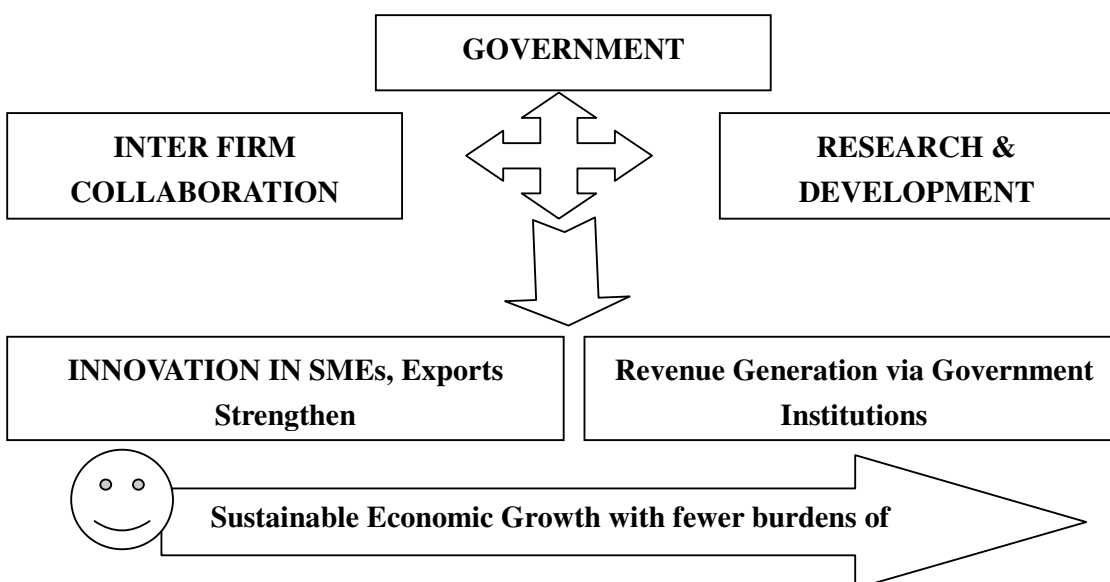 GOVERNMENT
INTER FIRM
COLLABORATION
RESEARCH &
DEVELOPMENT
INNOVATION IN SMEs, Exports
Strengthen
Revenue Generation via Government
Institutions
Sustainable Economic Growth with fewer burdens of